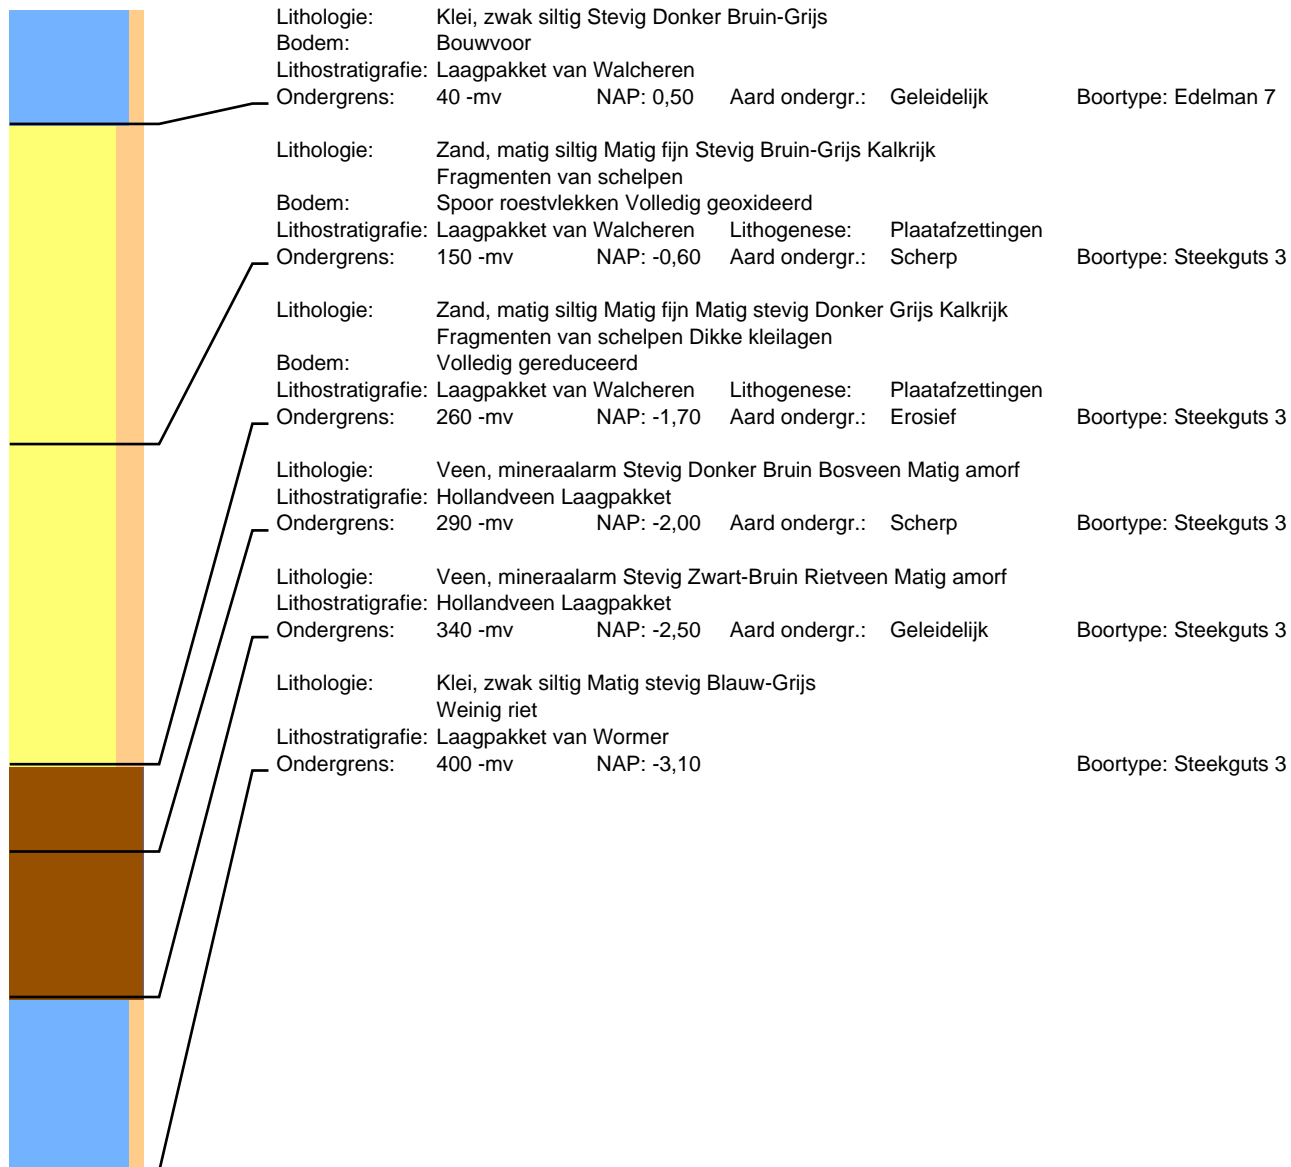 Lithologie: Klei, zwak siltig Stevig Donker Bruin-Grijs
Bodem: Bouwvoor
Lithostratigrafie: Laagpakket van Walcheren
Ondergrens: 40 -mv NAP: 0,50 Aard ondergr.: Geleidelijk Boortype: Edelman 7
Lithologie: Zand, matig siltig Matig fijn Stevig Bruin-Grijs Kalkrijk
Fragmenten van schelpen
Bodem: Spoor roestvlekken Volledig geoxideerd
Lithostratigrafie: Laagpakket van Walcheren Lithogenese: Plaatafzettingen
Ondergrens: 150 -mv NAP: -0,60 Aard ondergr.: Scherp Boortype: Steekguts 3
Lithologie: Zand, matig siltig Matig fijn Matig stevig Donker Grijs Kalkrijk
Fragmenten van schelpen Dikke kleilagen
Bodem: Volledig gereduceerd
Lithostratigrafie: Laagpakket van Walcheren Lithogenese: Plaatafzettingen
Ondergrens: 260 -mv NAP: -1,70 Aard ondergr.: Erosief Boortype: Steekguts 3
Lithologie: Veen, mineraalarm Stevig Donker Bruin Bosveen Matig amorf
Lithostratigrafie: Hollandveen Laagpakket
Ondergrens: 290 -mv NAP: -2,00 Aard ondergr.: Scherp Boortype: Steekguts 3
Lithologie: Veen, mineraalarm Stevig Zwart-Bruin Rietveen Matig amorf
Lithostratigrafie: Hollandveen Laagpakket
Ondergrens: 340 -mv NAP: -2,50 Aard ondergr.: Geleidelijk Boortype: Steekguts 3
Lithologie: Klei, zwak siltig Matig stevig Blauw-Grijs
Weinig riet
Lithostratigrafie: Laagpakket van Wormer
Ondergrens: 400 -mv NAP: -3,10 Boortype: Steekguts 3